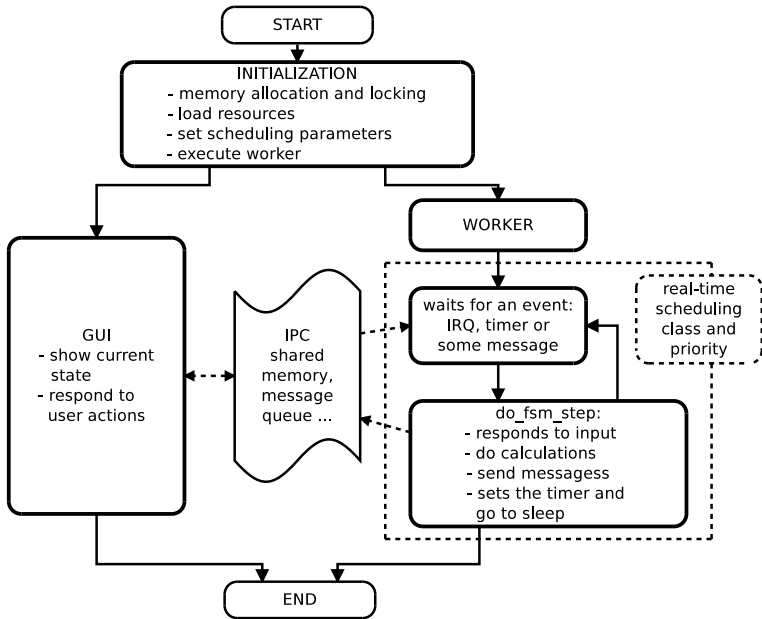 START
INITIALIZATION
- memory allocation and locking
- load resources
- set scheduling parameters
- execute worker
WORKER
real-time
scheduling
class and
priority
waits for an event:
IRQ, timer or
some message
GUI
- show current
state
- respond to
user actions
IPC
shared
memory,
message
queue ...
do_fsm_step:
- responds to input
- do calculations
- send messagess
- sets the timer and
go to sleep
END